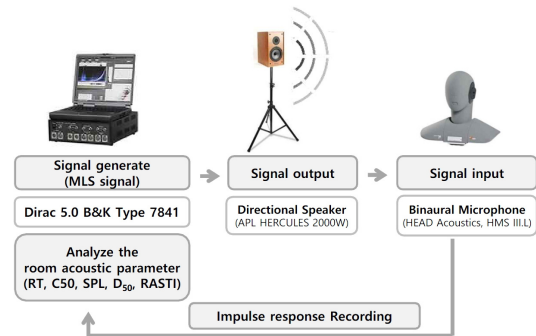 Signal generate
(MLS signal)
Signal output
Signal input
Dirac 5.0 B&K Type 7841
Directional Speaker
(APL HERCULES 2000W)
Binaural Microphone
(HEAD Acoustics, HMS III.L)
Analyze the
room acoustic parameter
(RT, C50, SPL, D₅₀, RASTI)
Impulse response Recording